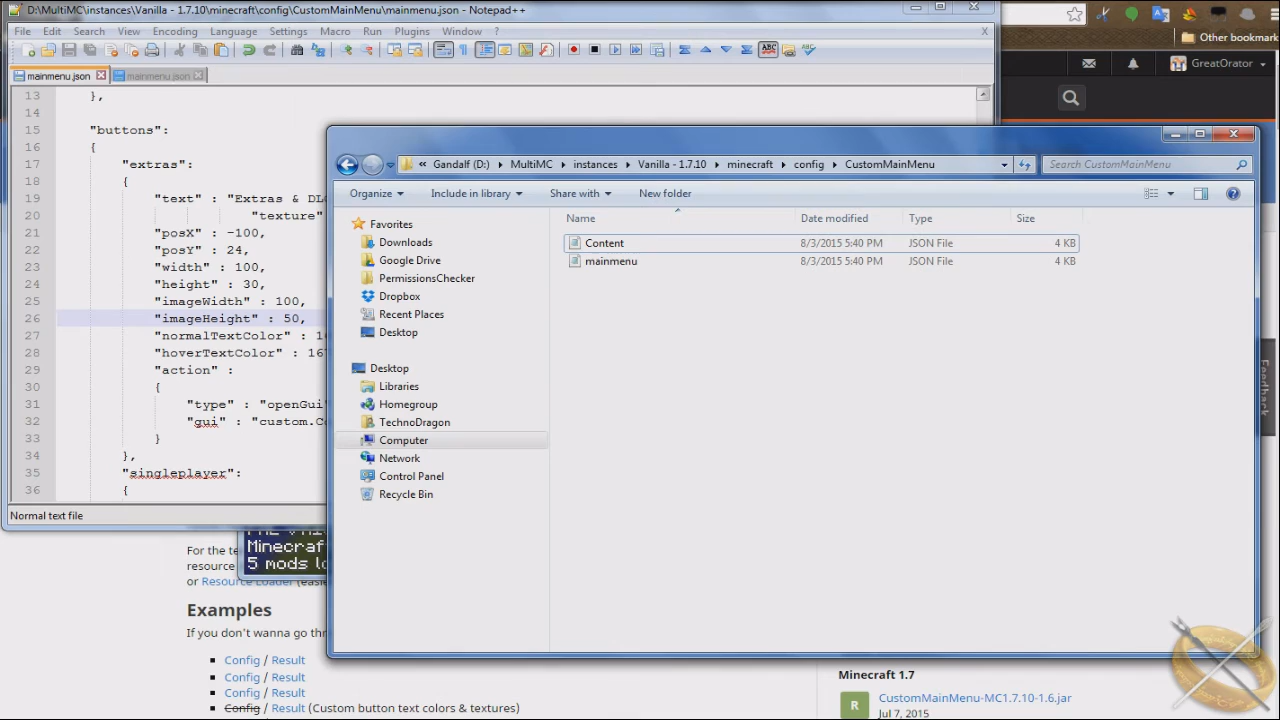 D:\MultiMC\instances\Vanilla - 1.7.10\minecraft\config\CustomMainMenu\mainmenu.json - Notepad++
File Edit Search View Encoding Language Settings Macro Run Plugins Window ? X
Other bookmark
GreatOrator
mainmenu.json mainmenu.json
13 },
14
15 "buttons":
16 {
17 "extras":
18 {
19 "text" : "Extras & DL
20 "texture"
21 "posX" : -100,
22 "posY" : 24,
23 "width" : 100,
24 "height" : 30,
25 "imageWidth" : 100,
26 "imageHeight" : 50,
27 "normalTextColor" : 1
28 "hoverTextColor" : 16
29 "action" :
30 {
31 "type" : "openGui
32 "gui" : "custom.Co
33 }
34 },
35 "singleplayer":
36 {
Normal text file
« Gandalf (D:) MultiMC instances Vanilla - 1.7.10 minecraft config CustomMainMenu
Search CustomMainMenu
Organize Include in library Share with New folder
Name Date modified Type Size
Content 8/3/2015 5:40 PM JSON File 4 KB
mainmenu 8/3/2015 5:40 PM JSON File 4 KB
Favorites
Downloads
Google Drive
PermissionsChecker
Dropbox
Recent Places
Desktop
Desktop
Libraries
Homegroup
TechnoDragon
Computer
Network
Control Panel
Recycle Bin
Feedback
Minecraf
5 mods lo
For the te
resource
or Resource Loader (easie
Examples
If you don't wanna go thr
Config / Result
Config / Result
Config / Result
Config / Result (Custom button text colors & textures)
Minecraft 1.7
R CustomMainMenu-MC1.7.10-1.6.jar
Jul 7, 2015